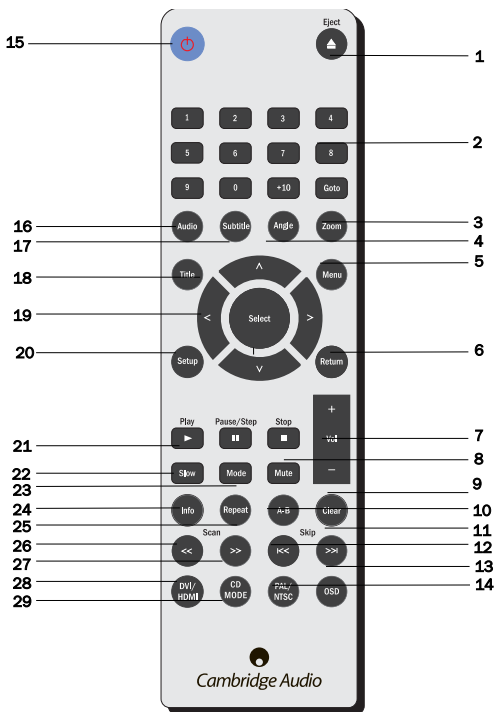 Eject
15
1
1 2 3 4
2
5 6 7 8
9 0 +10 Goto
16 Audio Subtitle Angle Zoom 3
17 4
5
18 Title Menu
19 < ^ > v
Select
20 Setup Return 6
Play Pause/Step Stop +
21 Vol 7
8
22 Slow Mode Mute −
23 9
24 Info Repeat A-B Clear 10
25 Scan Skip 11
26 << >> I<< >>I 12
27 13
28 DVI/HDMI CD MODE PAL/NTSC OSD 14
29
Cambridge Audio